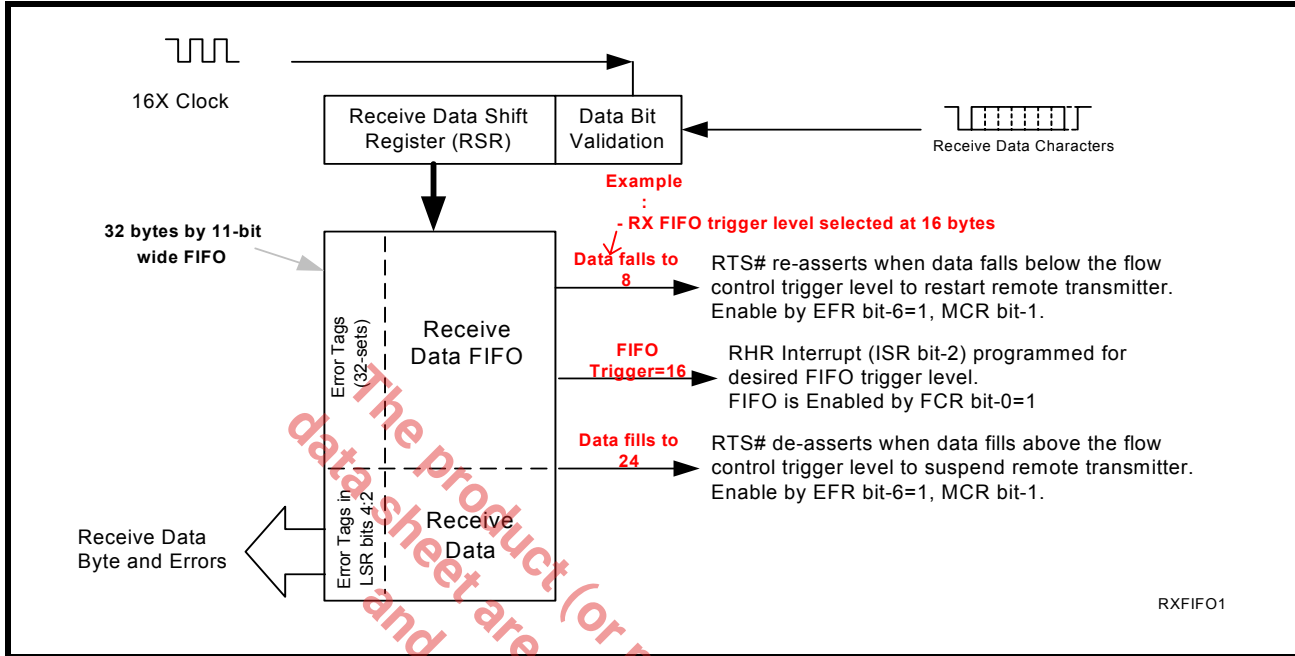 16X Clock
Receive Data Shift
Register (RSR)
Data Bit
Validation
Receive Data Characters
Example
:
- RX FIFO trigger level selected at 16 bytes
32 bytes by 11-bit
wide FIFO
Data falls to
8
RTS# re-asserts when data falls below the flow
control trigger level to restart remote transmitter.
Enable by EFR bit-6=1, MCR bit-1.
Error Tags
(32-sets)
Receive
Data FIFO
FIFO
Trigger=16
RHR Interrupt (ISR bit-2) programmed for
desired FIFO trigger level.
FIFO is Enabled by FCR bit-0=1
Data fills to
24
RTS# de-asserts when data fills above the flow
control trigger level to suspend remote transmitter.
Enable by EFR bit-6=1, MCR bit-1.
Error Tags in
LSR bits 4:2
Receive
Data
Receive Data
Byte and Errors
RXFIFO1
The product (or
data sheet are
and